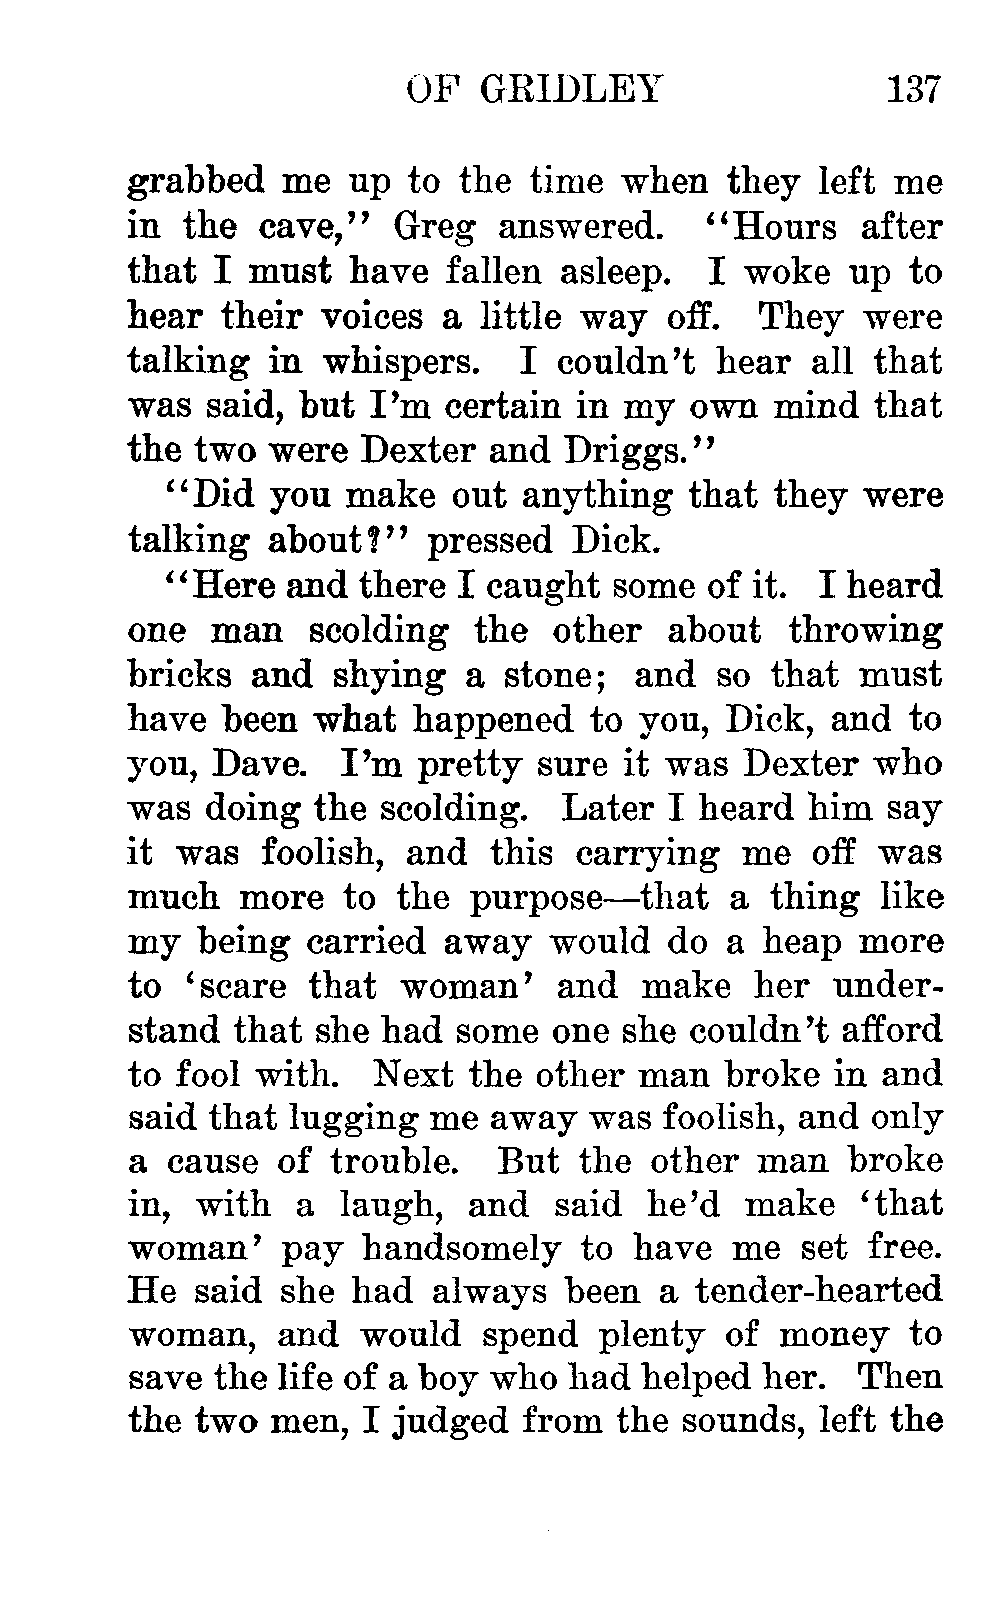 OF GRIDLEY 137
grabbed me up to the time when they left me
in the cave,” Greg answered. “Hours after
that I must have fallen asleep. I woke up to
hear their voices a little way off. They were
talking in whispers. I couldn’t hear all that
was said, but I’m certain in my own mind that
the two were Dexter and Driggs.”
“Did you make out anything that they were
talking about?” pressed Dick.
“Here and there I caught some of it. I heard
one man scolding the other about throwing
bricks and shying a stone; and so that must
have been what happened to you, Dick, and to
you, Dave. I’m pretty sure it was Dexter who
was doing the scolding. Later I heard him say
it was foolish, and this carrying me off was
much more to the purpose—that a thing like
my being carried away would do a heap more
to ‘scare that woman’ and make her under-
stand that she had some one she couldn’t afford
to fool with. Next the other man broke in and
said that lugging me away was foolish, and only
a cause of trouble. But the other man broke
in, with a laugh, and said he’d make ‘that
woman’ pay handsomely to have me set free.
He said she had always been a tender-hearted
woman, and would spend plenty of money to
save the life of a boy who had helped her. Then
the two men, I judged from the sounds, left the